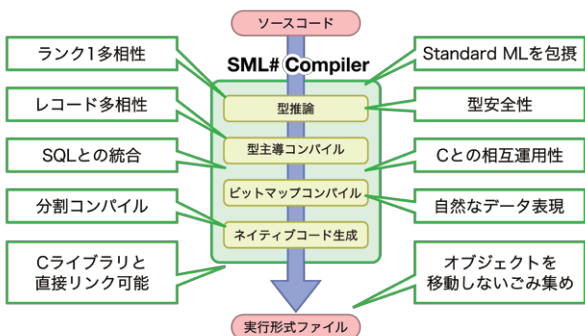 ソースコード
SML# Compiler
ランク1多相性
Standard MLを包摂
型推論
レコード多相性
型安全性
型主導コンパイル
SQLとの統合
Cとの相互運用性
ビットマップコンパイル
分割コンパイル
自然なデータ表現
ネイティブコード生成
Cライブラリと
直接リンク可能
オブジェクトを
移動しないごみ集め
実行形式ファイル